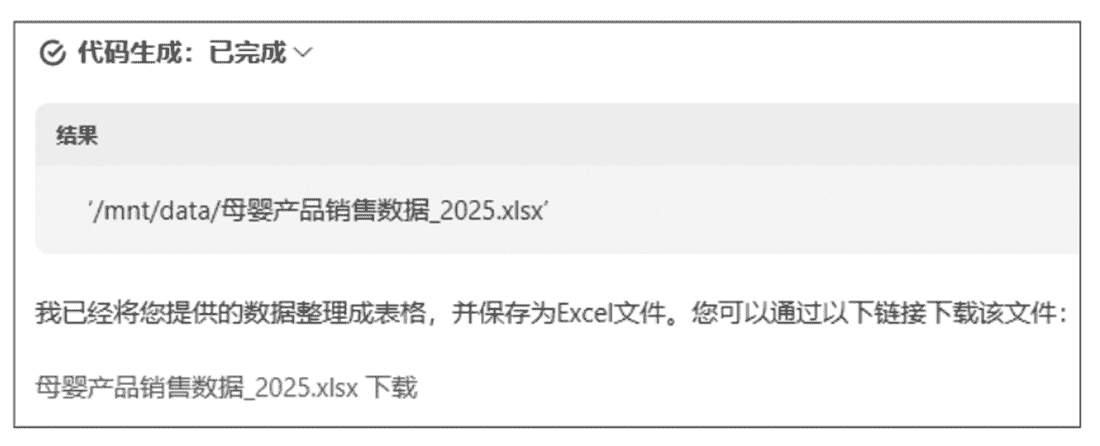 代码生成：已完成
结果
‘/mnt/data/母婴产品销售数据_2025.xlsx’
我已经将您提供的数据整理成表格，并保存为Excel文件。您可以通过以下链接下载该文件：
母婴产品销售数据_2025.xlsx 下载